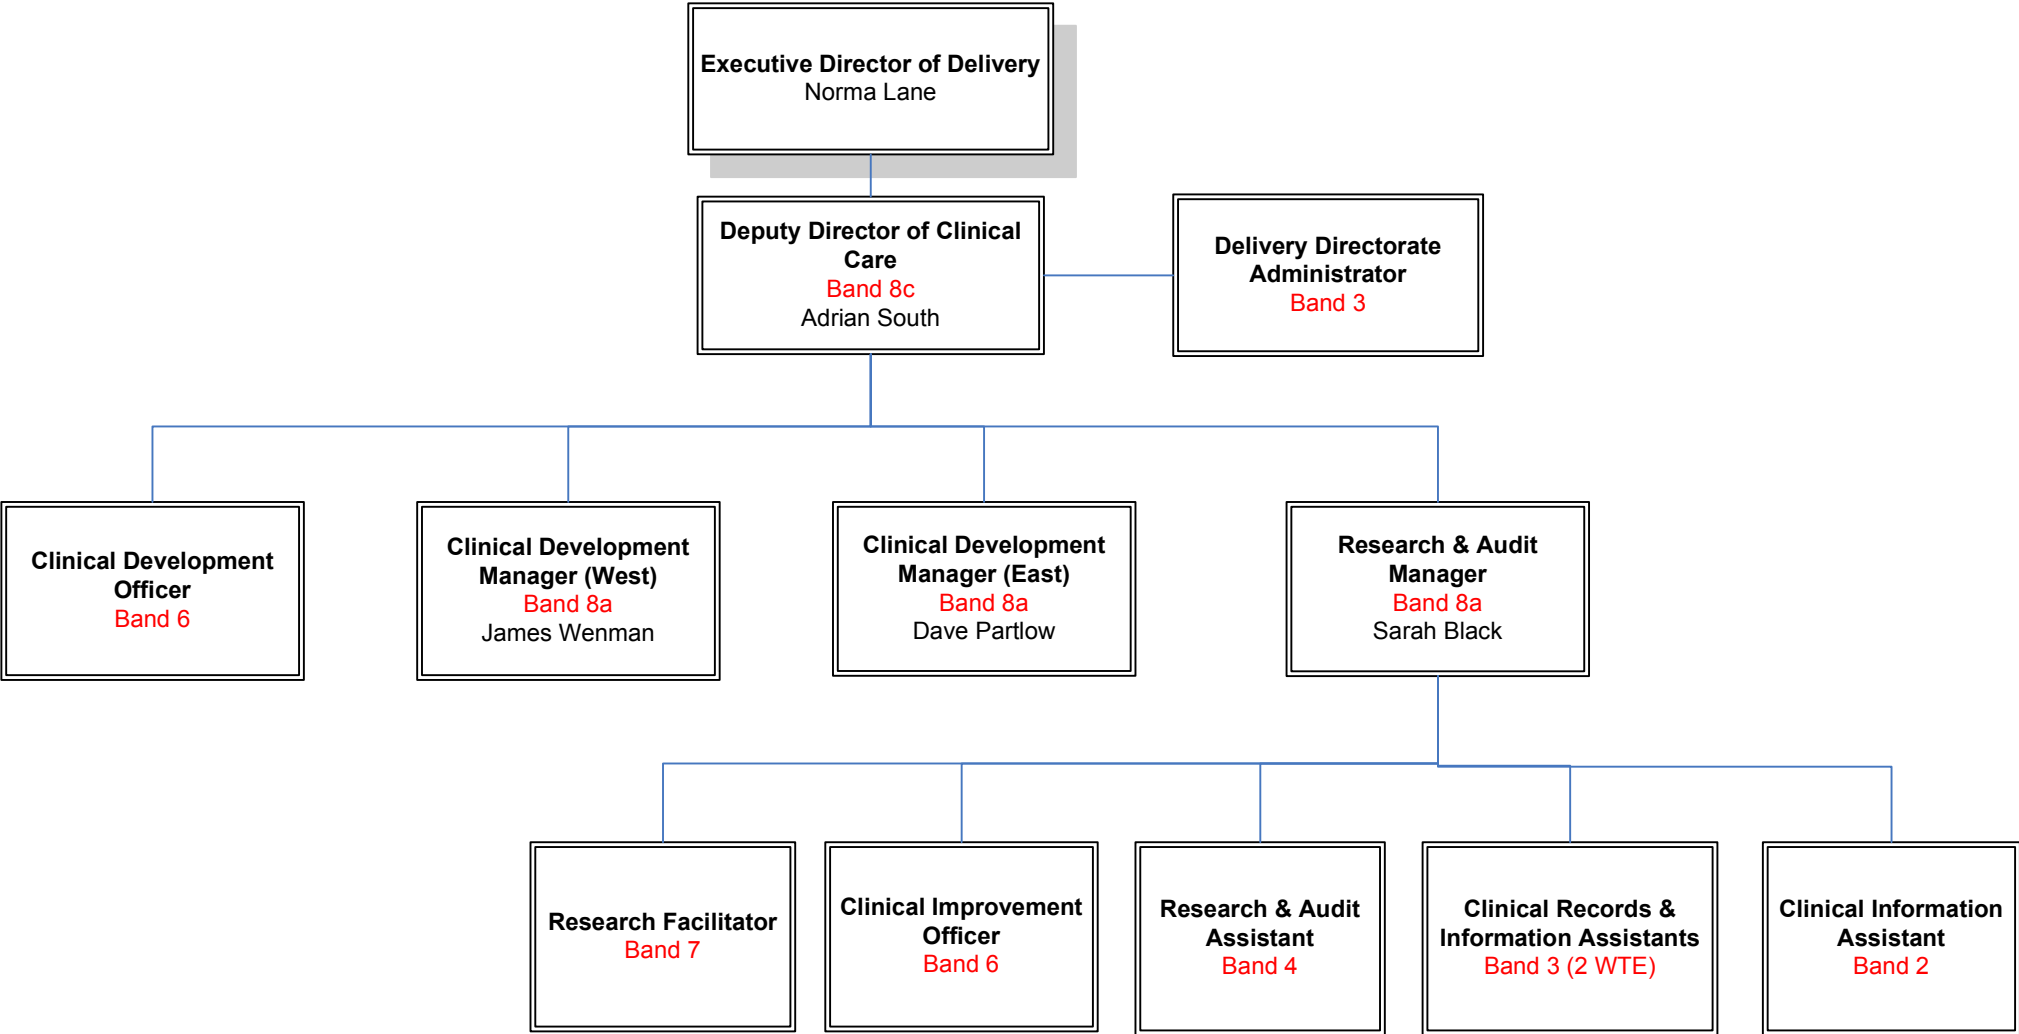 Executive Director of Delivery
Norma Lane
Deputy Director of Clinical
Care
Band 8c
Adrian South
Delivery Directorate
Administrator
Band 3
Clinical Development
Officer
Band 6
Clinical Development
Manager (West)
Band 8a
James Wenman
Clinical Development
Manager (East)
Band 8a
Dave Partlow
Research & Audit
Manager
Band 8a
Sarah Black
Research Facilitator
Band 7
Clinical Improvement
Officer
Band 6
Research & Audit
Assistant
Band 4
Clinical Records &
Information Assistants
Band 3 (2 WTE)
Clinical Information
Assistant
Band 2